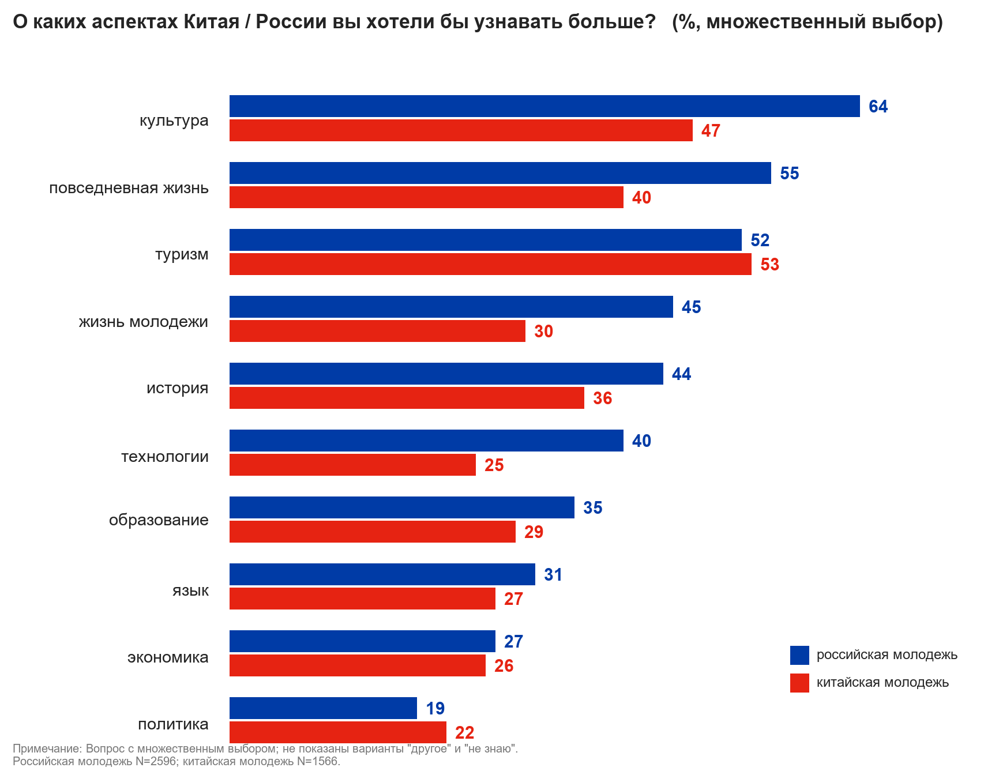 О каких аспектах Китая / России вы хотели бы узнавать больше? (%, множественный выбор)
культура
64
47
повседневная жизнь
55
40
туризм
52
53
жизнь молодежи
45
30
история
44
36
технологии
40
25
образование
35
29
язык
31
27
экономика
27
26
политика
19
22
российская молодежь
китайская молодежь
Примечание: Вопрос с множественным выбором; не показаны варианты "другое" и "не знаю".
Российская молодежь N=2596; китайская молодежь N=1566.